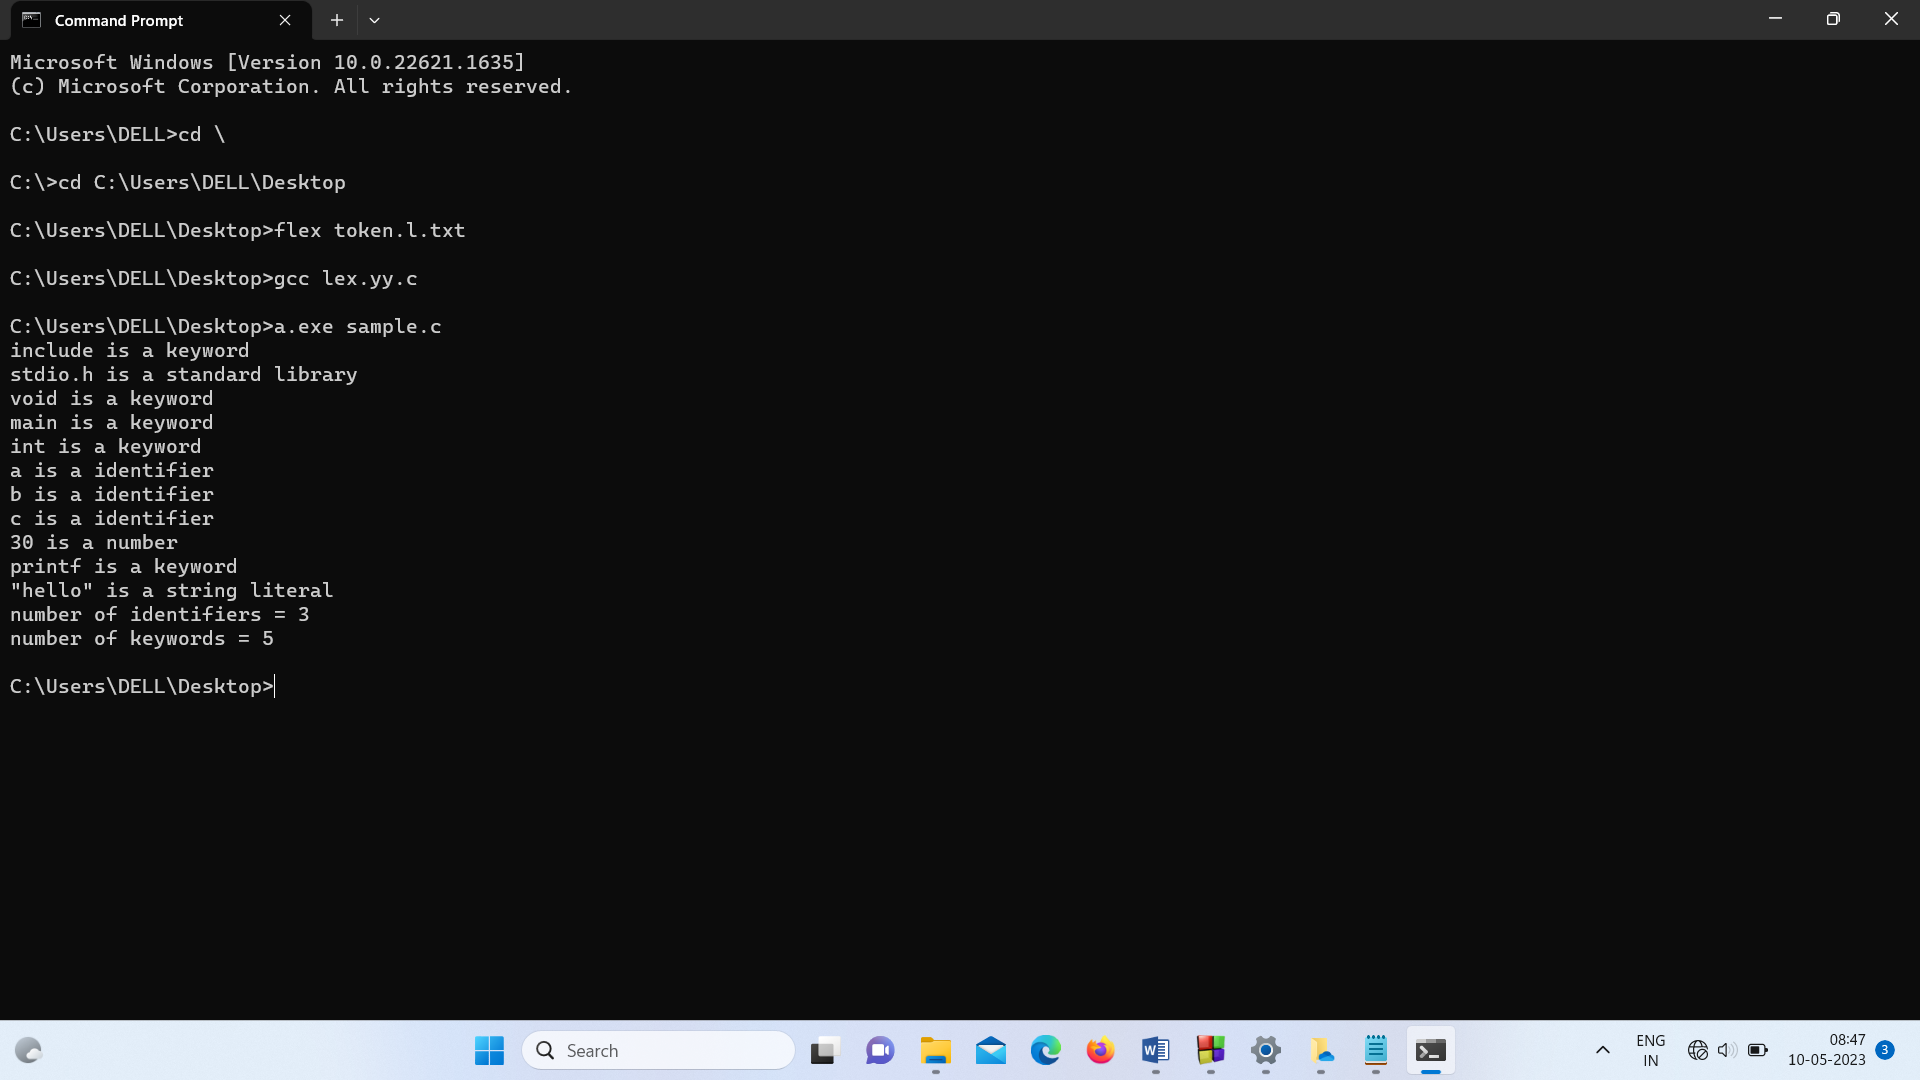 Command Prompt
Microsoft Windows [Version 10.0.22621.1635]
(c) Microsoft Corporation. All rights reserved.
C:\Users\DELL>cd \
C:\>cd C:\Users\DELL\Desktop
C:\Users\DELL\Desktop>flex token.l.txt
C:\Users\DELL\Desktop>gcc lex.yy.c
C:\Users\DELL\Desktop>a.exe sample.c
include is a keyword
stdio.h is a standard library
void is a keyword
main is a keyword
int is a keyword
a is a identifier
b is a identifier
c is a identifier
30 is a number
printf is a keyword
"hello" is a string literal
number of identifiers = 3
number of keywords = 5
C:\Users\DELL\Desktop>
Search
ENG
IN
08:47
10-05-2023
3